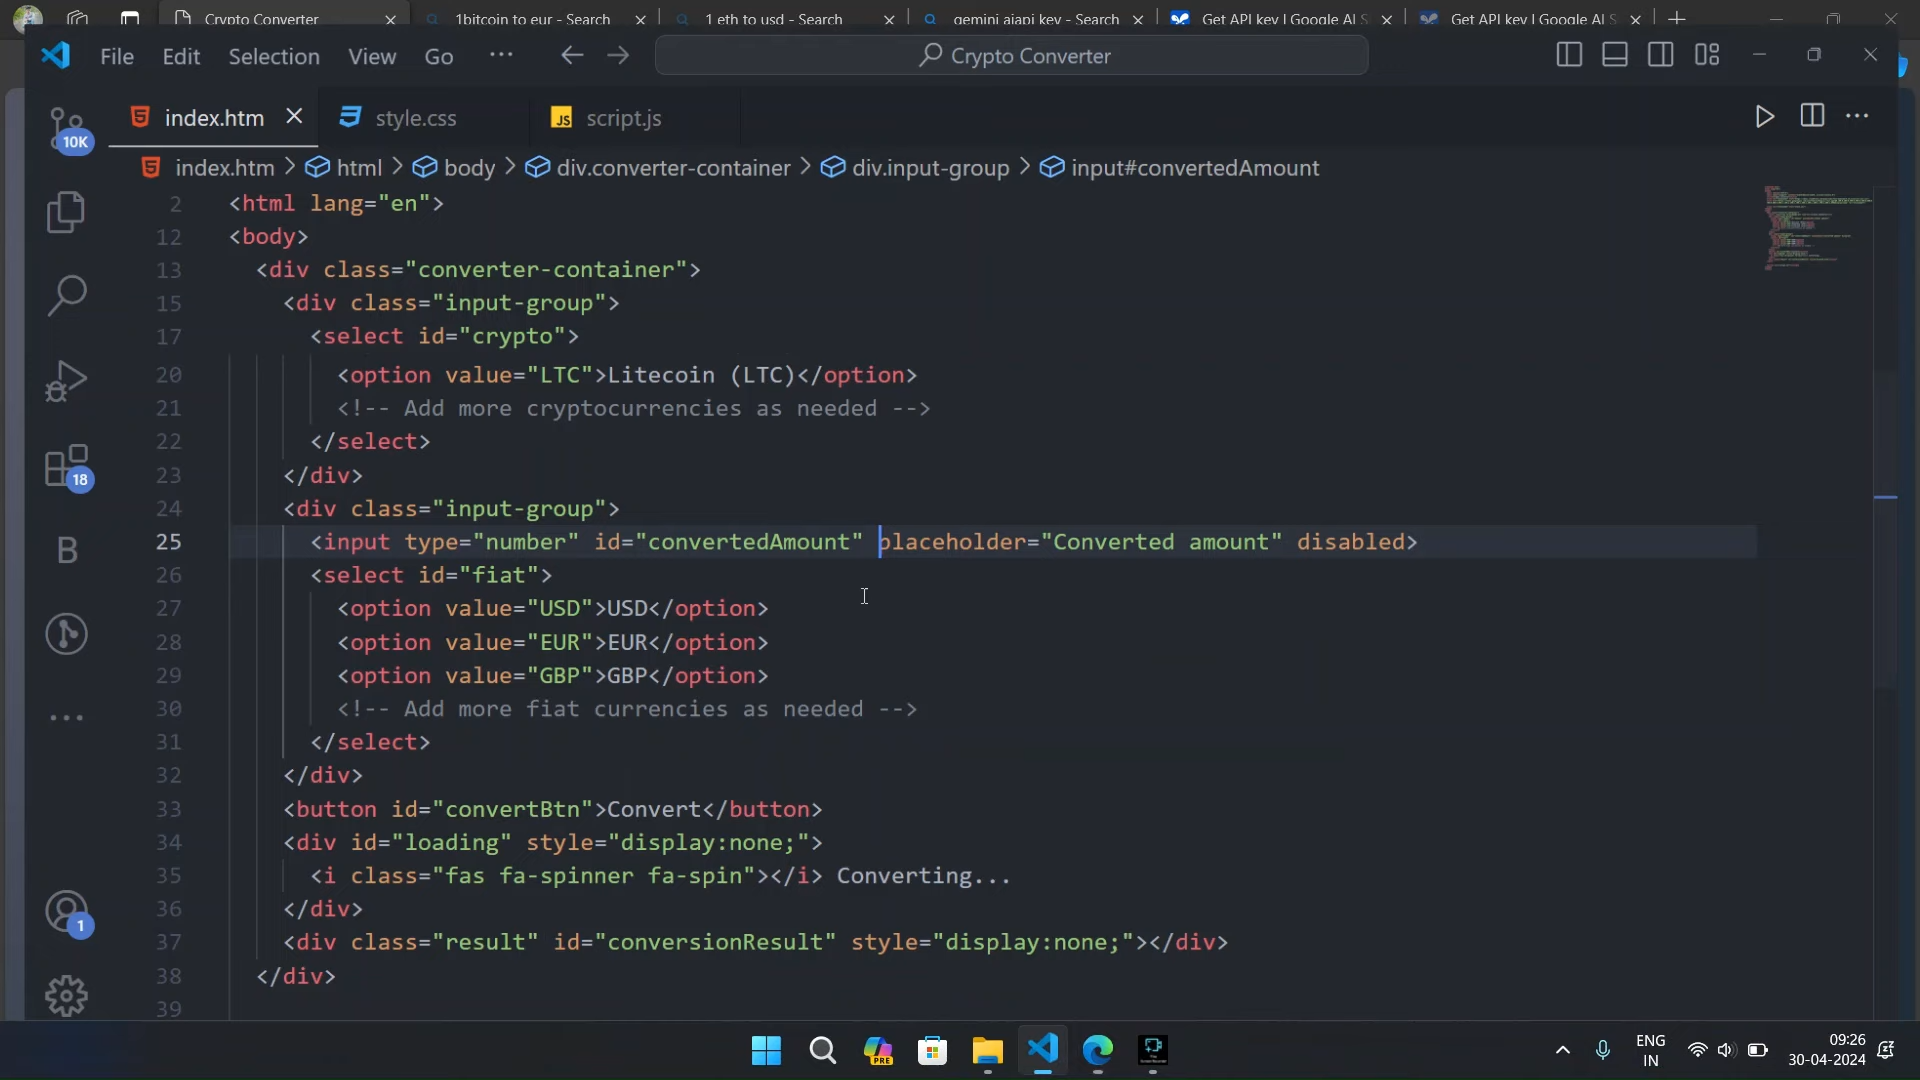 Crypto Converter
1bitcoin to eur - Search
1 eth to usd - Search
gemini aiapi key - Search
Get API key | Google AI S
Get API key | Google AI S
File Edit Selection View Go ···
Crypto Converter
index.htm
style.css
JS script.js
index.htm > html > body > div.converter-container > div.input-group > input#convertedAmount
10K
18
B
1
2 <html lang="en">
12 <body>
13 <div class="converter-container">
15 <div class="input-group">
17 <select id="crypto">
20 <option value="LTC">Litecoin (LTC)</option>
21 <!-- Add more cryptocurrencies as needed -->
22 </select>
23 </div>
24 <div class="input-group">
25 <input type="number" id="convertedAmount" placeholder="Converted amount" disabled>
26 <select id="fiat">
27 <option value="USD">USD</option>
28 <option value="EUR">EUR</option>
29 <option value="GBP">GBP</option>
30 <!-- Add more fiat currencies as needed -->
31 </select>
32 </div>
33 <button id="convertBtn">Convert</button>
34 <div id="loading" style="display:none;">
35 <i class="fas fa-spinner fa-spin"></i> Converting...
36 </div>
37 <div class="result" id="conversionResult" style="display:none;"></div>
38 </div>
39
PRE
ENG
IN
09:26
30-04-2024